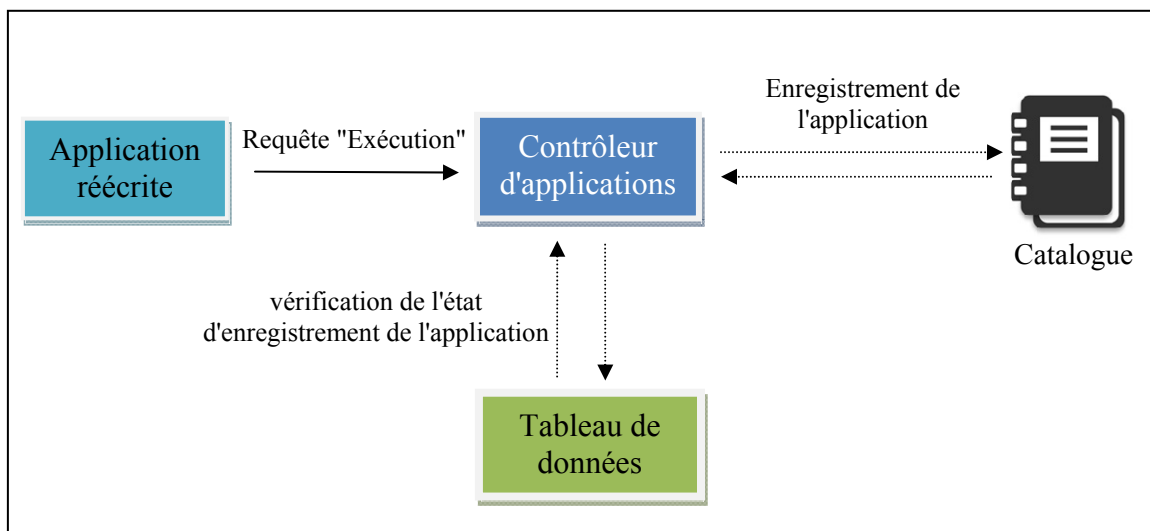 Application
réécrite
Requête "Exécution"
Contrôleur
d'applications
Enregistrement de
l'application
Catalogue
vérification de l'état
d'enregistrement de l'application
Tableau de
données